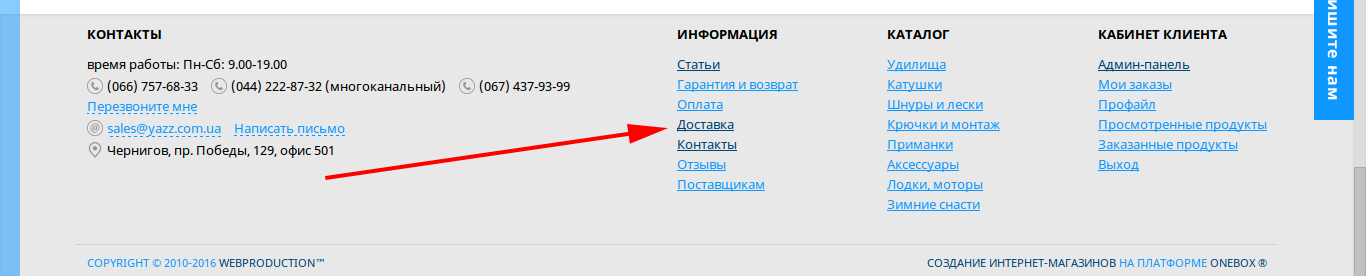 КОНТАКТЫ
время работы: Пн-Сб: 9.00-19.00
(066) 757-68-33 (044) 222-87-32 (многоканальный) (067) 437-93-99
Перезвоните мне
@ sales@yazz.com.ua Написать письмо
Чернигов, пр. Победы, 129, офис 501
ИНФОРМАЦИЯ
Статьи
Гарантия и возврат
Оплата
Доставка
Контакты
Отзывы
Поставщикам
КАТАЛОГ
Удилища
Катушки
Шнуры и лески
Крючки и монтаж
Приманки
Аксессуары
Лодки, моторы
Зимние снасти
КАБИНЕТ КЛИЕНТА
Админ-панель
Мои заказы
Профайл
Просмотренные продукты
Заказанные продукты
Выход
ишите нам
COPYRIGHT © 2010-2016 WEBPRODUCTION™
СОЗДАНИЕ ИНТЕРНЕТ-МАГАЗИНОВ НА ПЛАТФОРМЕ ONEBOX ®